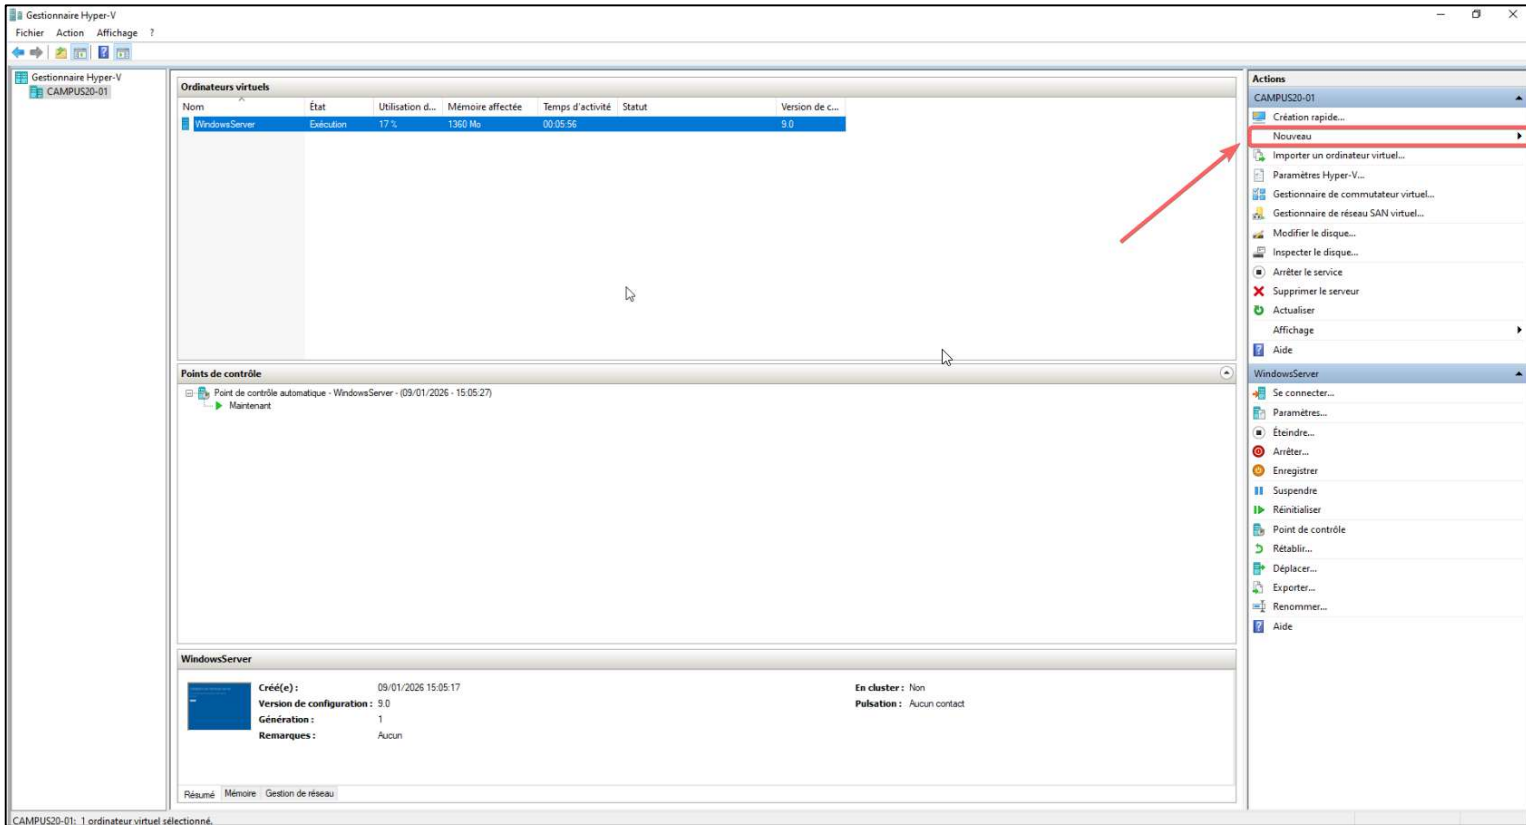 Gestionnaire Hyper-V
Fichier Action Affichage ?
Gestionnaire Hyper-V
CAMPUS20-01
Ordinateurs virtuels
Nom État Utilisation d... Mémoire affectée Temps d'activité Statut Version de c...
WindowsServer Exécution 17 % 1360 Mo 00:05:56 9.0
Points de contrôle
Point de contrôle automatique - WindowsServer - (09/01/2026 - 15:05:27)
Maintenant
WindowsServer
Créé(e) : 09/01/2026 15:05:17 En cluster : Non
Version de configuration : 9.0 Pulsation : Aucun contact
Génération : 1
Remarques : Aucun
Résumé Mémoire Gestion de réseau
Actions
CAMPUS20-01
Création rapide...
Nouveau
Importer un ordinateur virtuel...
Paramètres Hyper-V...
Gestionnaire de commutateur virtuel...
Gestionnaire de réseau SAN virtuel...
Modifier le disque...
Inspecter le disque...
Arrêter le service
Supprimer le serveur
Actualiser
Affichage
Aide
WindowsServer
Se connecter...
Paramètres...
Éteindre...
Arrêter...
Enregistrer
Suspendre
Réinitialiser
Point de contrôle
Rétablir...
Déplacer...
Exporter...
Renommer...
Aide
CAMPUS20-01: 1 ordinateur virtuel sélectionné.